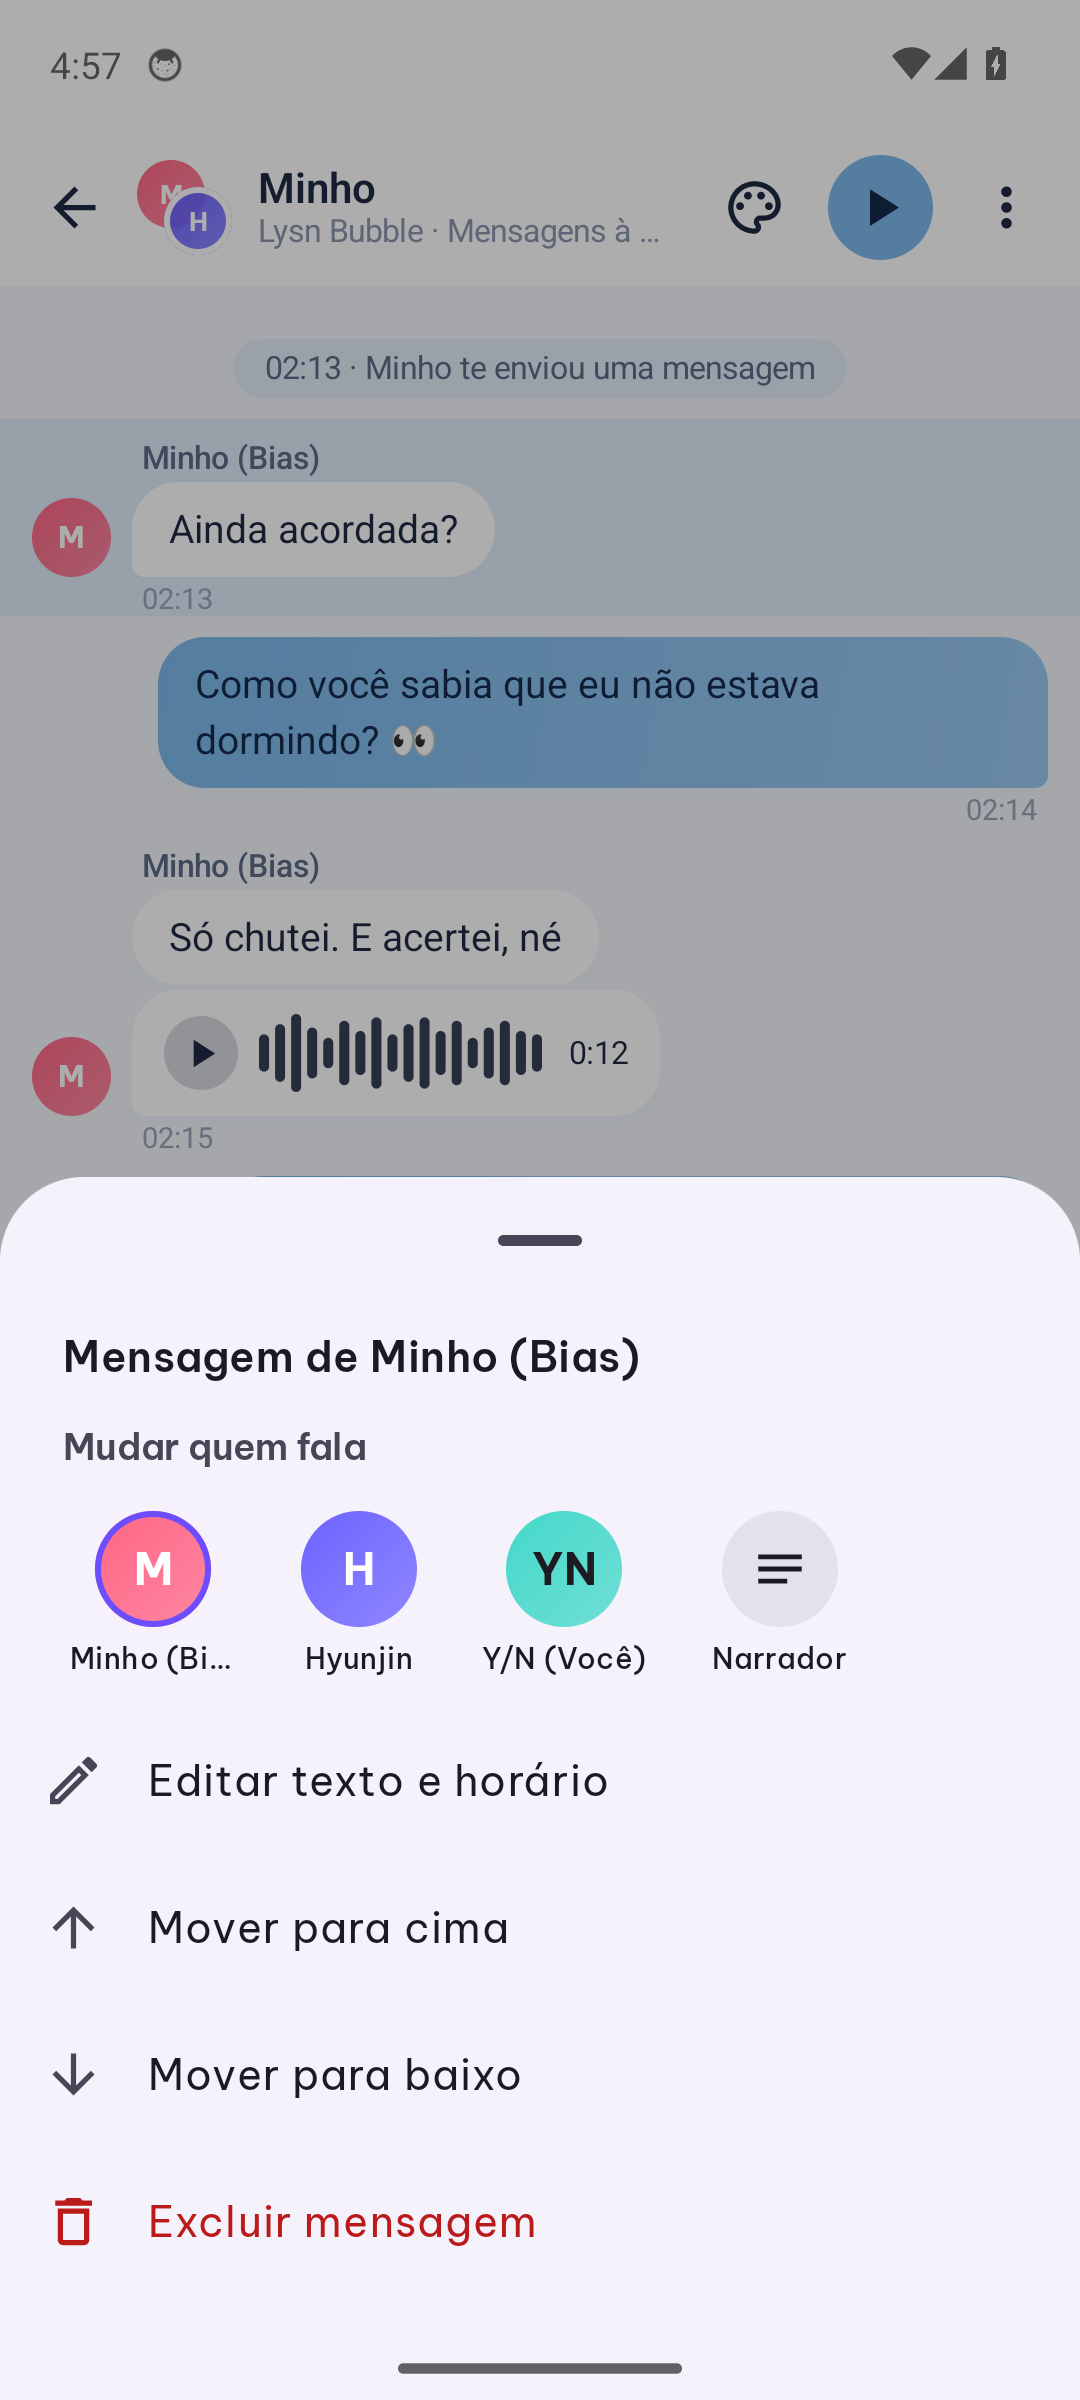 4:57
M
H
Minho
Lysn Bubble · Mensagens à ...
02:13 · Minho te enviou uma mensagem
Minho (Bias)
M
Ainda acordada?
02:13
Como você sabia que eu não estava
dormindo? 👀
02:14
Minho (Bias)
Só chutei. E acertei, né
M
0:12
02:15
Mensagem de Minho (Bias)
Mudar quem fala
M
H
YN
Minho (Bi...
Hyunjin
Y/N (Você)
Narrador
Editar texto e horário
Mover para cima
Mover para baixo
Excluir mensagem